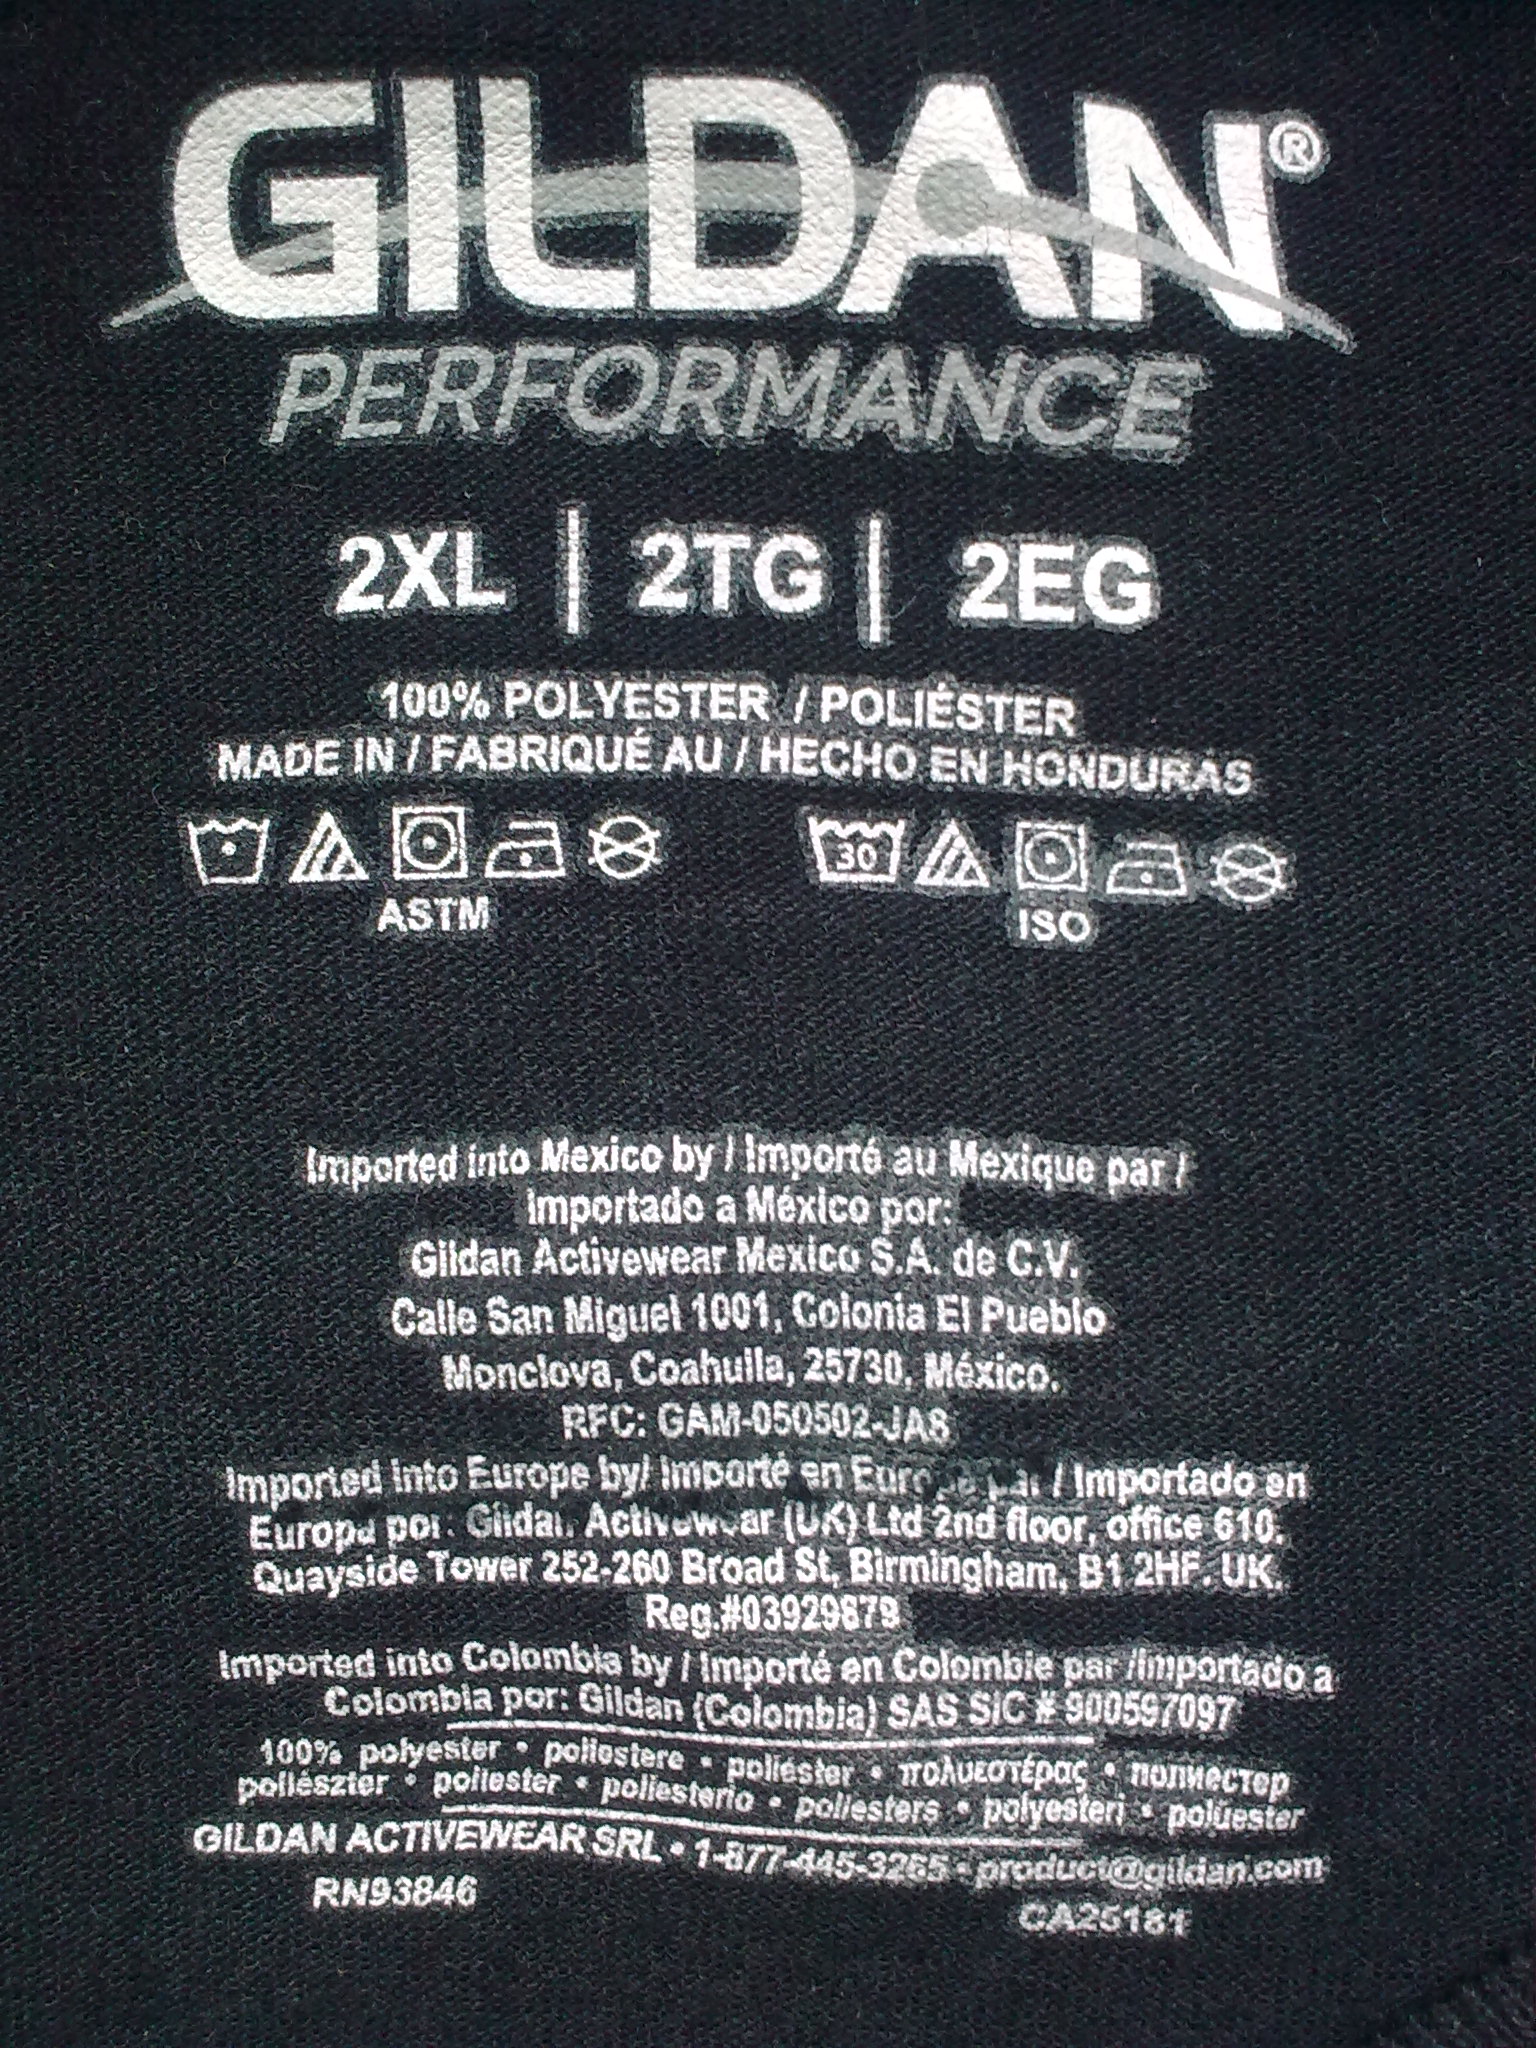 GILDAN®
PERFORMANCE
2XL | 2TG | 2EG
100% POLYESTER / POLIÉSTER
MADE IN / FABRIQUÉ AU / HECHO EN HONDURAS
30
ASTM
ISO
Imported into Mexico by / Importé au Mexique par /
Importado a México por:
Gildan Activewear Mexico S.A. de C.V.
Calle San Miguel 1001, Colonia El Pueblo
Monclova, Coahuila, 25730, México.
RFC: GAM-050502-JA8
Imported into Europe by/ Importé en Europe par / Importado en
Europa por: Gildan Activewear (UK) Ltd 2nd floor, office 610.
Quayside Tower 252-260 Broad St, Birmingham, B1 2HF. UK.
Reg.#03929879
Imported into Colombia by / Importé en Colombie par /Importado a
Colombia por: Gildan (Colombia) SAS SIC # 900597097
100% polyester • poliestere • poliéster • πολυεστέρας • полиестер
poliészter • poliester • poliesterio • poliesters • polyesteri • polüester
GILDAN ACTIVEWEAR SRL • 1-877-445-3265 • product@gildan.com
RN93846
CA25181